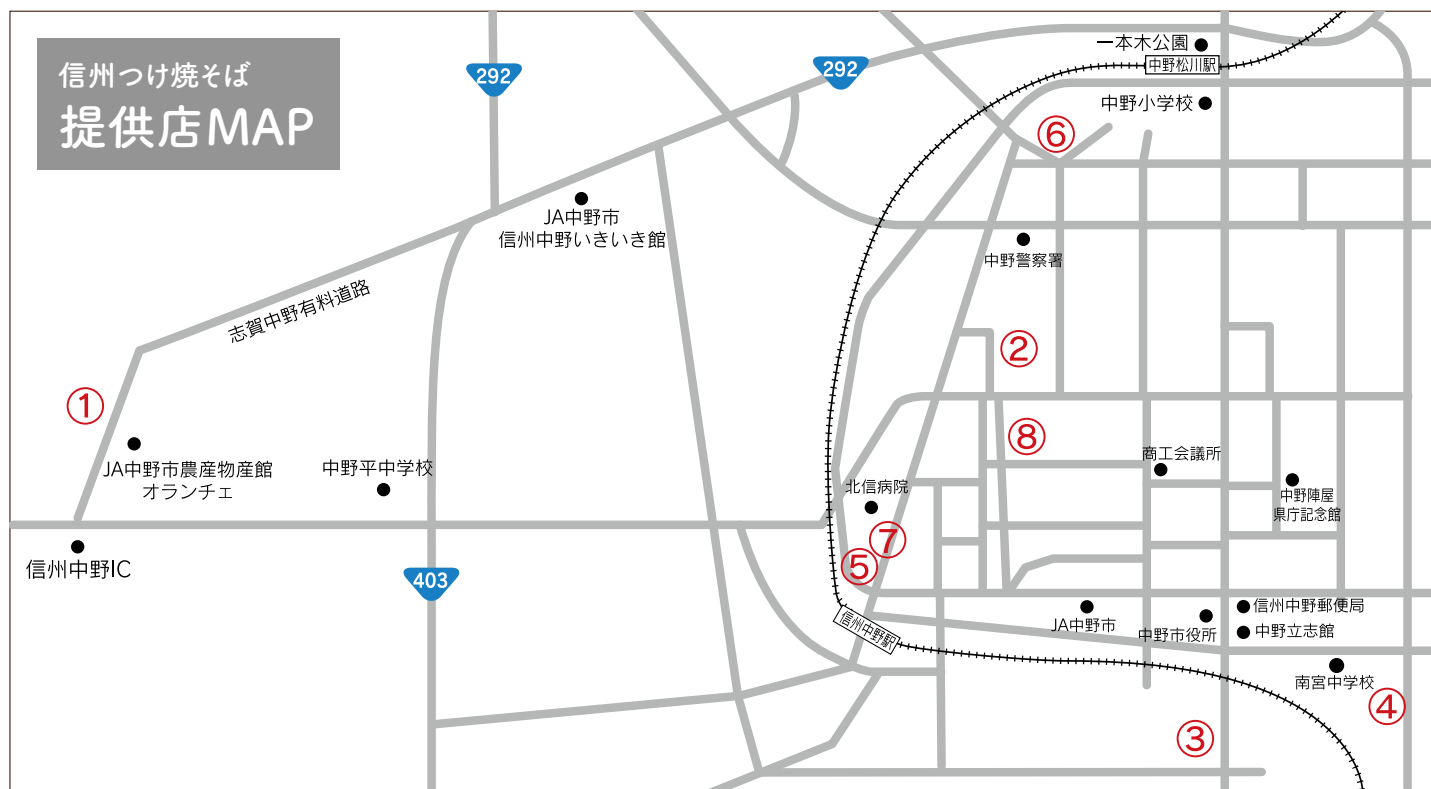 信州つけ焼そば
提供店MAP
292
292
一本木公園
中野松川駅
中野小学校
⑥
JA中野市
信州中野いきいき館
中野警察署
志賀中野有料道路
②
①
⑧
JA中野市農産物産館
オランチェ
中野平中学校
商工会議所
北信病院
中野陣屋
県庁記念館
⑦
⑤
信州中野IC
403
信州中野駅
JA中野市
中野市役所
信州中野郵便局
中野立志館
南宮中学校
④
③